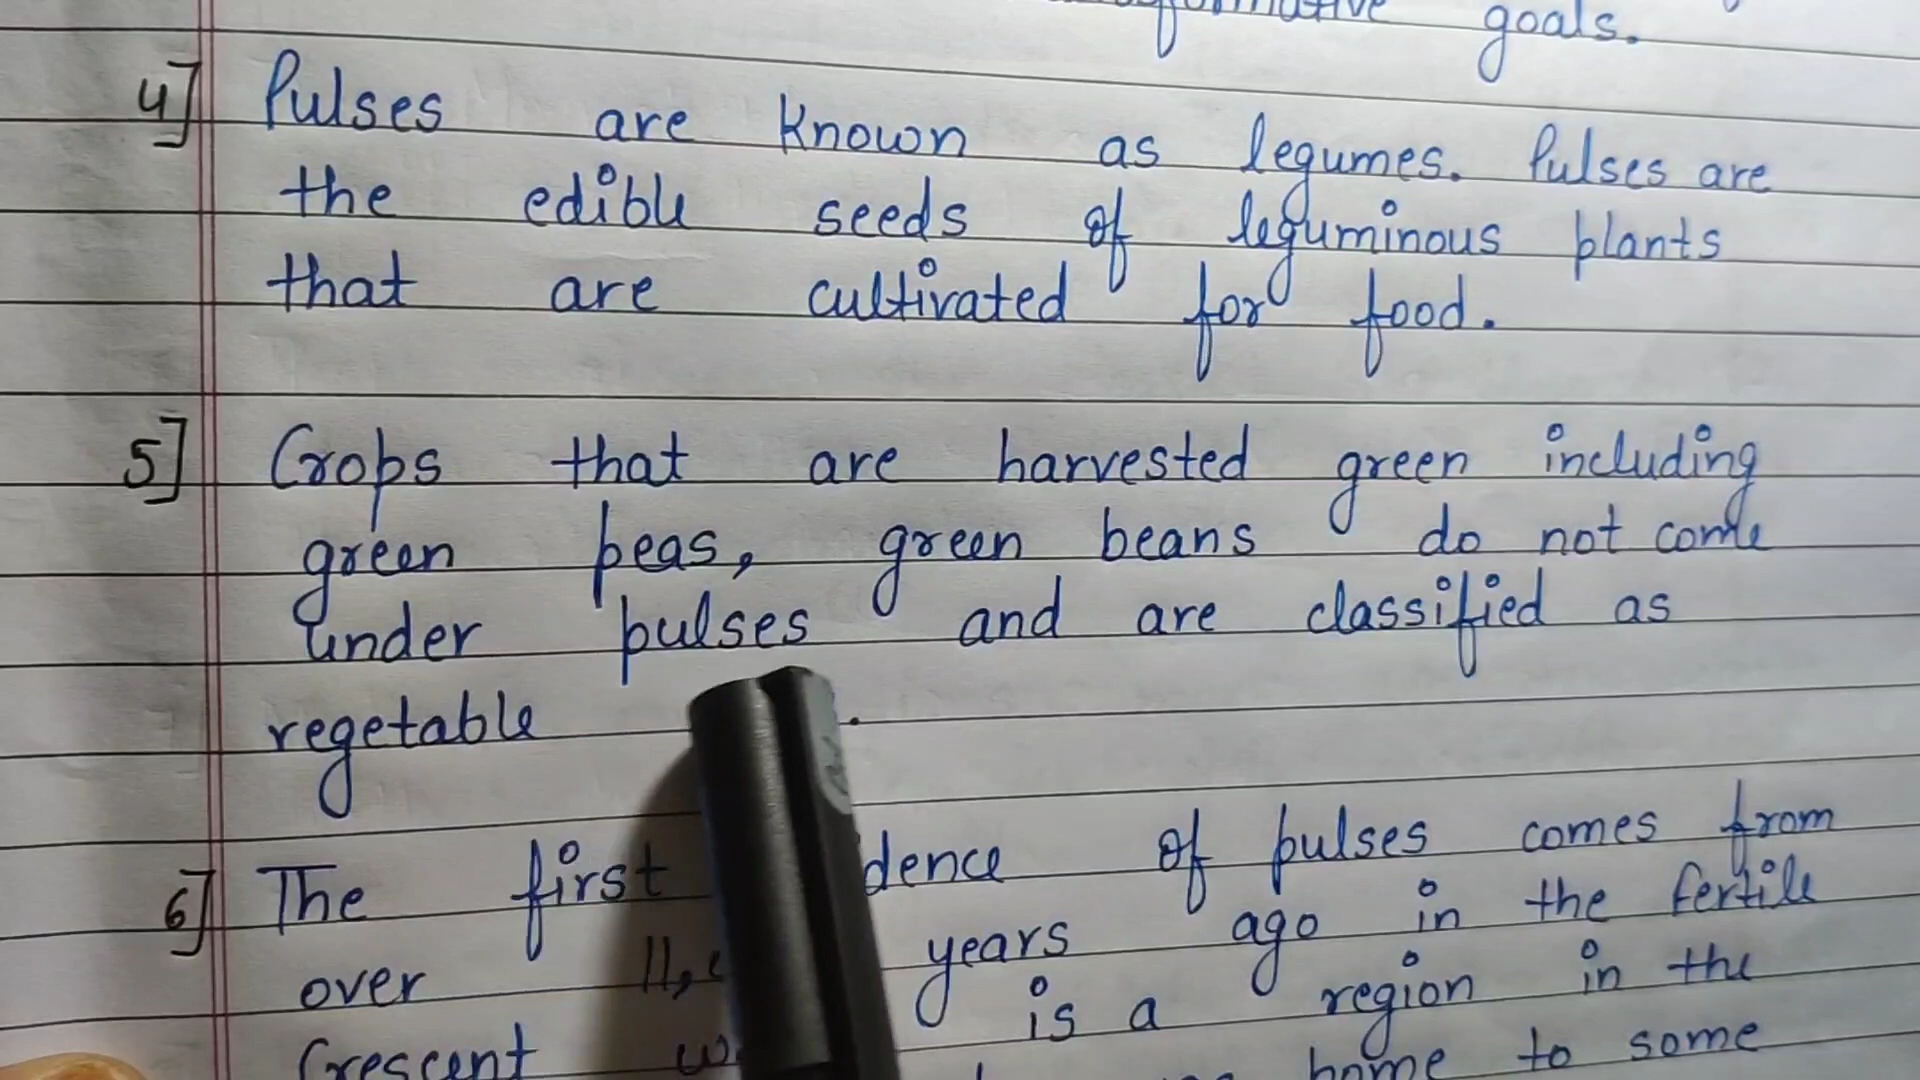 goals.
4] Pulses are known as legumes. Pulses are
the edible seeds of leguminous plants
that are cultivated for food.
5] Crops that are harvested green including
green peas, green beans do not come
under pulses and are classified as
vegetable .
6] The first of pulses comes from
over years ago in the fertile
Crescent is a region in the
home to some